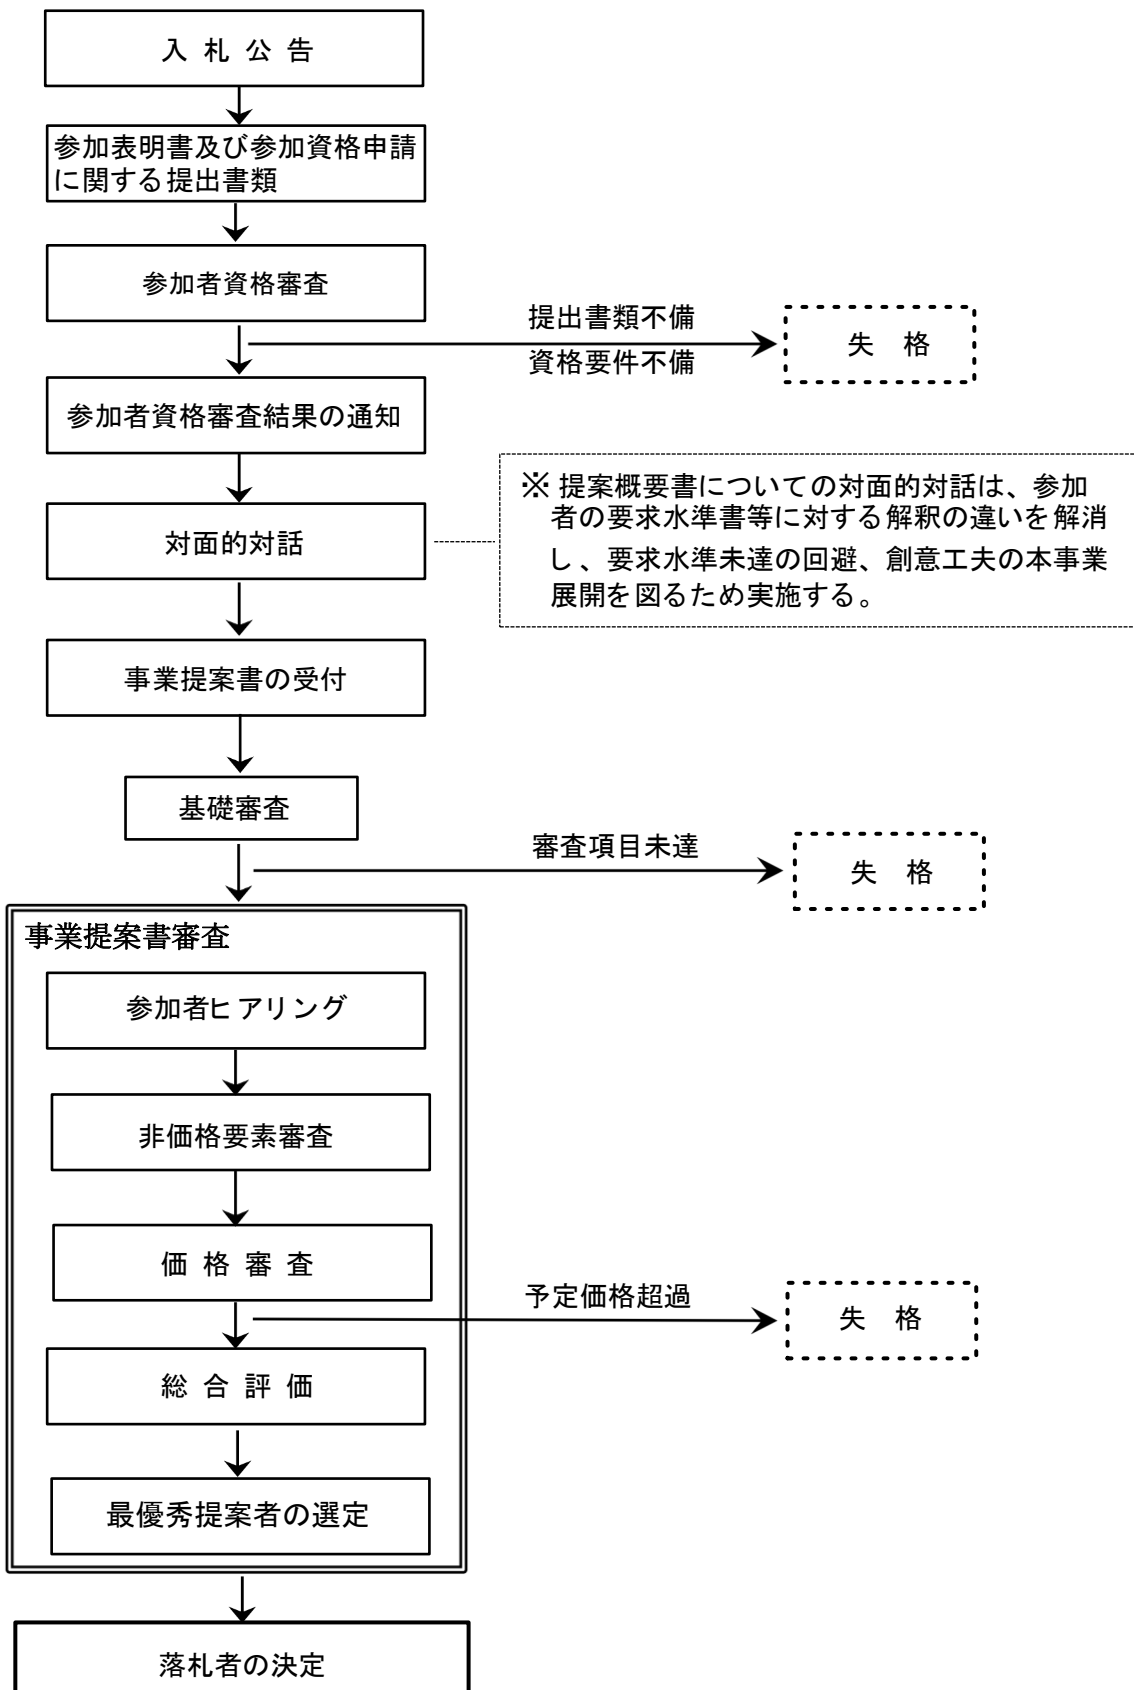 入 札 公 告
参加表明書及び参加資格申請
に関する提出書類
参加者資格審査
提出書類不備
資格要件不備
失 格
参加者資格審査結果の通知
※ 提案概要書についての対面的対話は、参加
者の要求水準書等に対する解釈の違いを解消
し、要求水準未達の回避、創意工夫の本事業
展開を図るため実施する。
対面的対話
事業提案書の受付
基礎審査
審査項目未達
失 格
事業提案書審査
参加者ヒアリング
非価格要素審査
価 格 審 査
予定価格超過
失 格
総 合 評 価
最優秀提案者の選定
落札者の決定